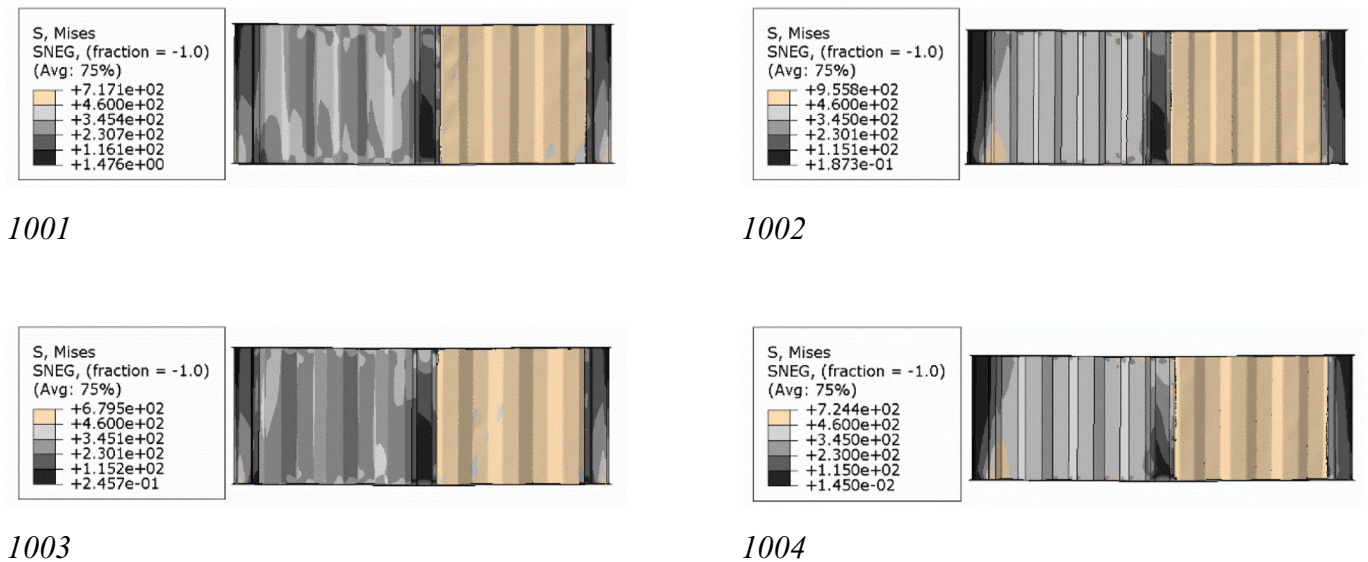 S, Mises
SNEG, (fraction = -1.0)
(Avg: 75%)
+7.171e+02
+4.600e+02
+3.454e+02
+2.307e+02
+1.161e+02
+1.476e+00
1001
S, Mises
SNEG, (fraction = -1.0)
(Avg: 75%)
+9.558e+02
+4.600e+02
+3.450e+02
+2.301e+02
+1.151e+02
+1.873e-01
1002
S, Mises
SNEG, (fraction = -1.0)
(Avg: 75%)
+6.795e+02
+4.600e+02
+3.451e+02
+2.301e+02
+1.152e+02
+2.457e-01
1003
S, Mises
SNEG, (fraction = -1.0)
(Avg: 75%)
+7.244e+02
+4.600e+02
+3.450e+02
+2.300e+02
+1.150e+02
+1.450e-02
1004